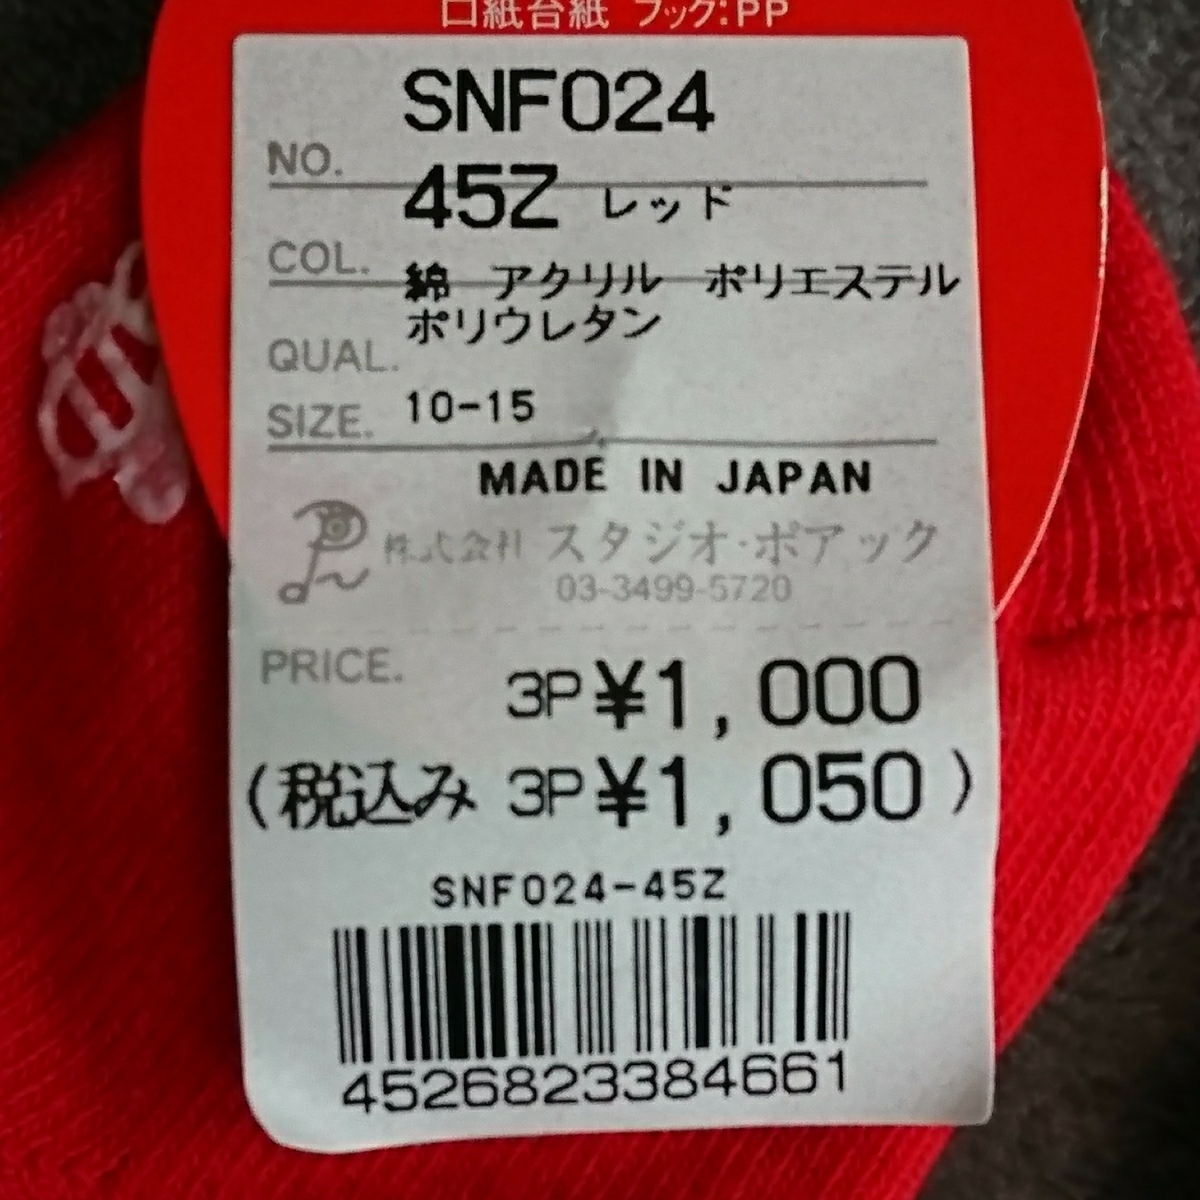 口紙台紙 フック:PP
SNF024
NO.
45Z レッド
COL.
綿 アクリル ポリエステル
ポリウレタン
QUAL.
SIZE. 10-15
MADE IN JAPAN
株式会社 スタジオ・ポアック
03-3499-5720
PRICE.
3P¥1,000
(税込み 3P¥1,050)
SNF024-45Z
4526823384661